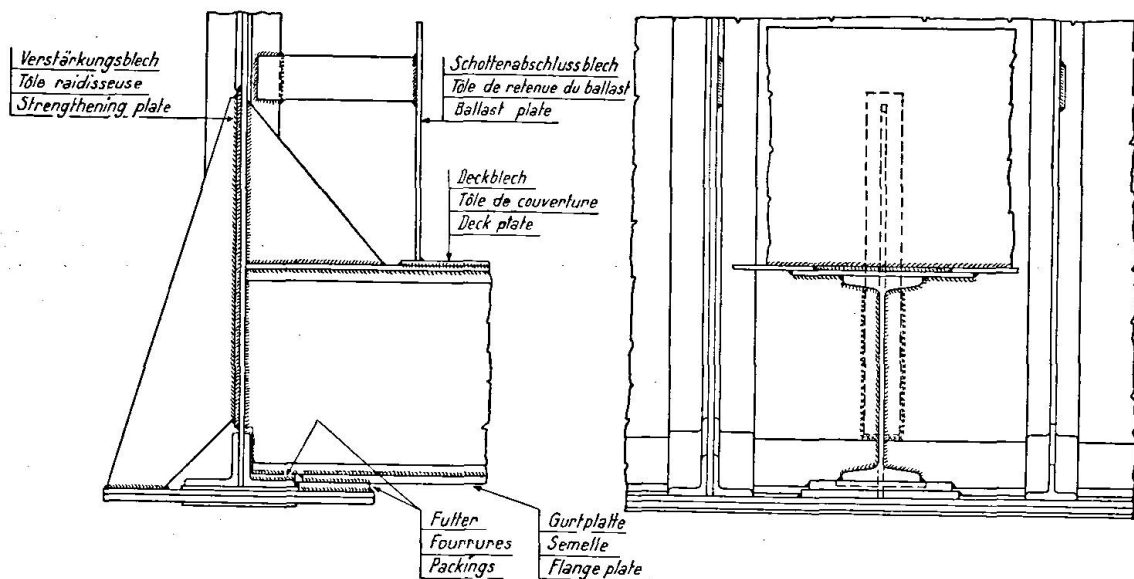 Verstärkungsblech
Tôle raidisseuse
Strengthening plate
Schotterabschlussblech
Tôle de retenue du ballast
Ballast plate
Deckblech
Tôle de couverture
Deck plate
Futter
Fourrures
Packings
Gurtplatte
Semelle
Flange plate